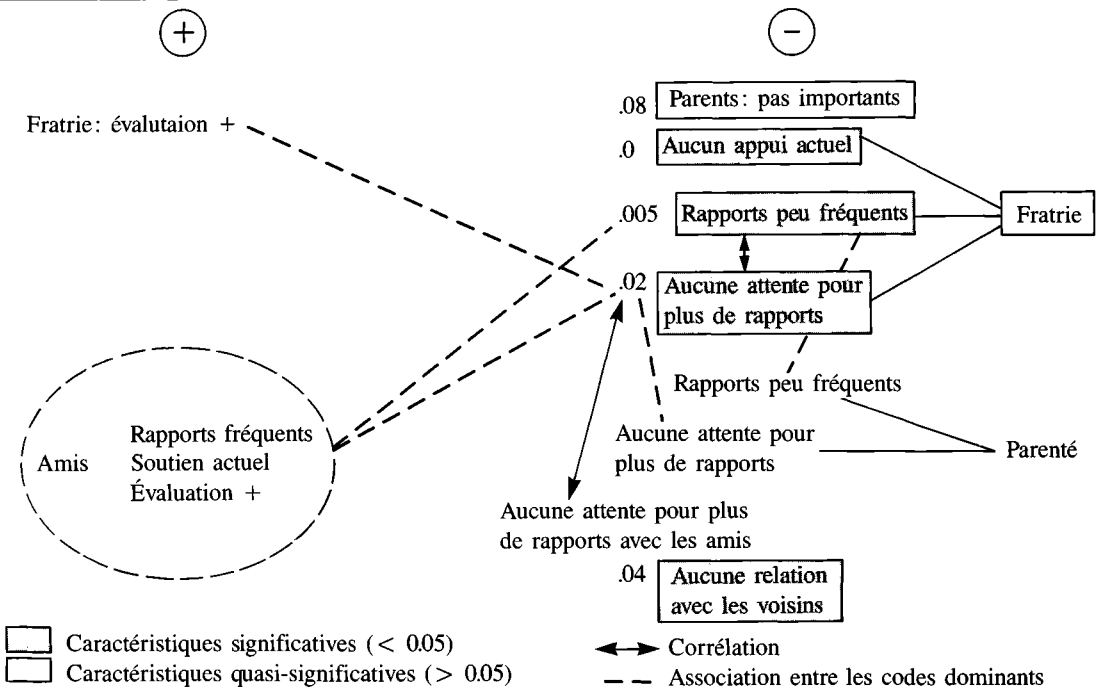 +
−
.08 Parents: pas importants
Fratrie: évalutaion +
.0 Aucun appui actuel
.005 Rapports peu fréquents
Fratrie
.02 Aucune attente pour
plus de rapports
Rapports peu fréquents
Amis
Rapports fréquents
Soutien actuel
Évaluation +
Aucune attente pour
plus de rapports
Parenté
Aucune attente pour plus
de rapports avec les amis
.04 Aucune relation
avec les voisins
Caractéristiques significatives (< 0.05)
Caractéristiques quasi-significatives (> 0.05)
Corrélation
Association entre les codes dominants